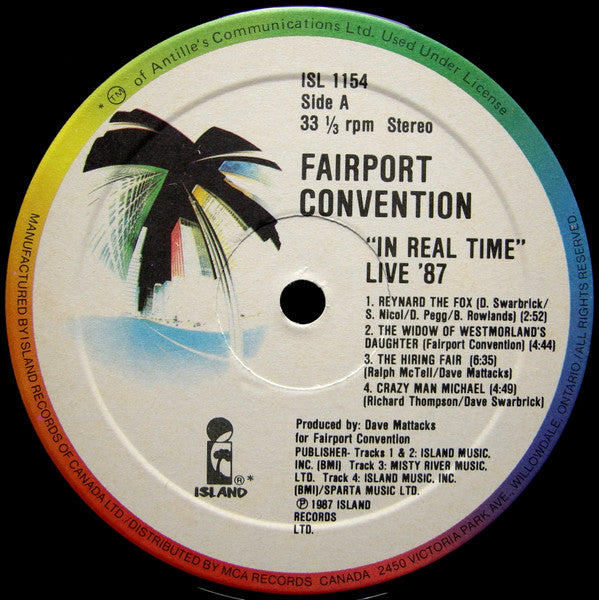 * TM of Antille's Communications Ltd. Used Under License
ISL 1154
Side A
33 ⅓ rpm Stereo
FAIRPORT
CONVENTION
"IN REAL TIME"
LIVE '87
1. REYNARD THE FOX (D. Swarbrick/
S. Nicol/D. Pegg/B. Rowlands) (2:52)
2. THE WIDOW OF WESTMORLAND'S
DAUGHTER (Fairport Convention) (4:44)
3. THE HIRING FAIR (6:35)
(Ralph McTell/Dave Mattacks)
4. CRAZY MAN MICHAEL (4:49)
(Richard Thompson/Dave Swarbrick)
Produced by: Dave Mattacks
for Fairport Convention
PUBLISHER- Tracks 1 & 2: ISLAND MUSIC,
INC. (BMI) Track 3: MISTY RIVER MUSIC,
LTD. Track 4: ISLAND MUSIC, INC.
(BMI)/SPARTA MUSIC LTD.
℗ 1987 ISLAND
RECORDS
LTD.
i
ISLAND ®*
MANUFACTURED BY ISLAND RECORDS OF CANADA LTD./DISTRIBUTED BY MCA RECORDS CANADA 2450 VICTORIA PARK AVE, WILLOWDALE, ONTARIO./ALL RIGHTS RESERVED.